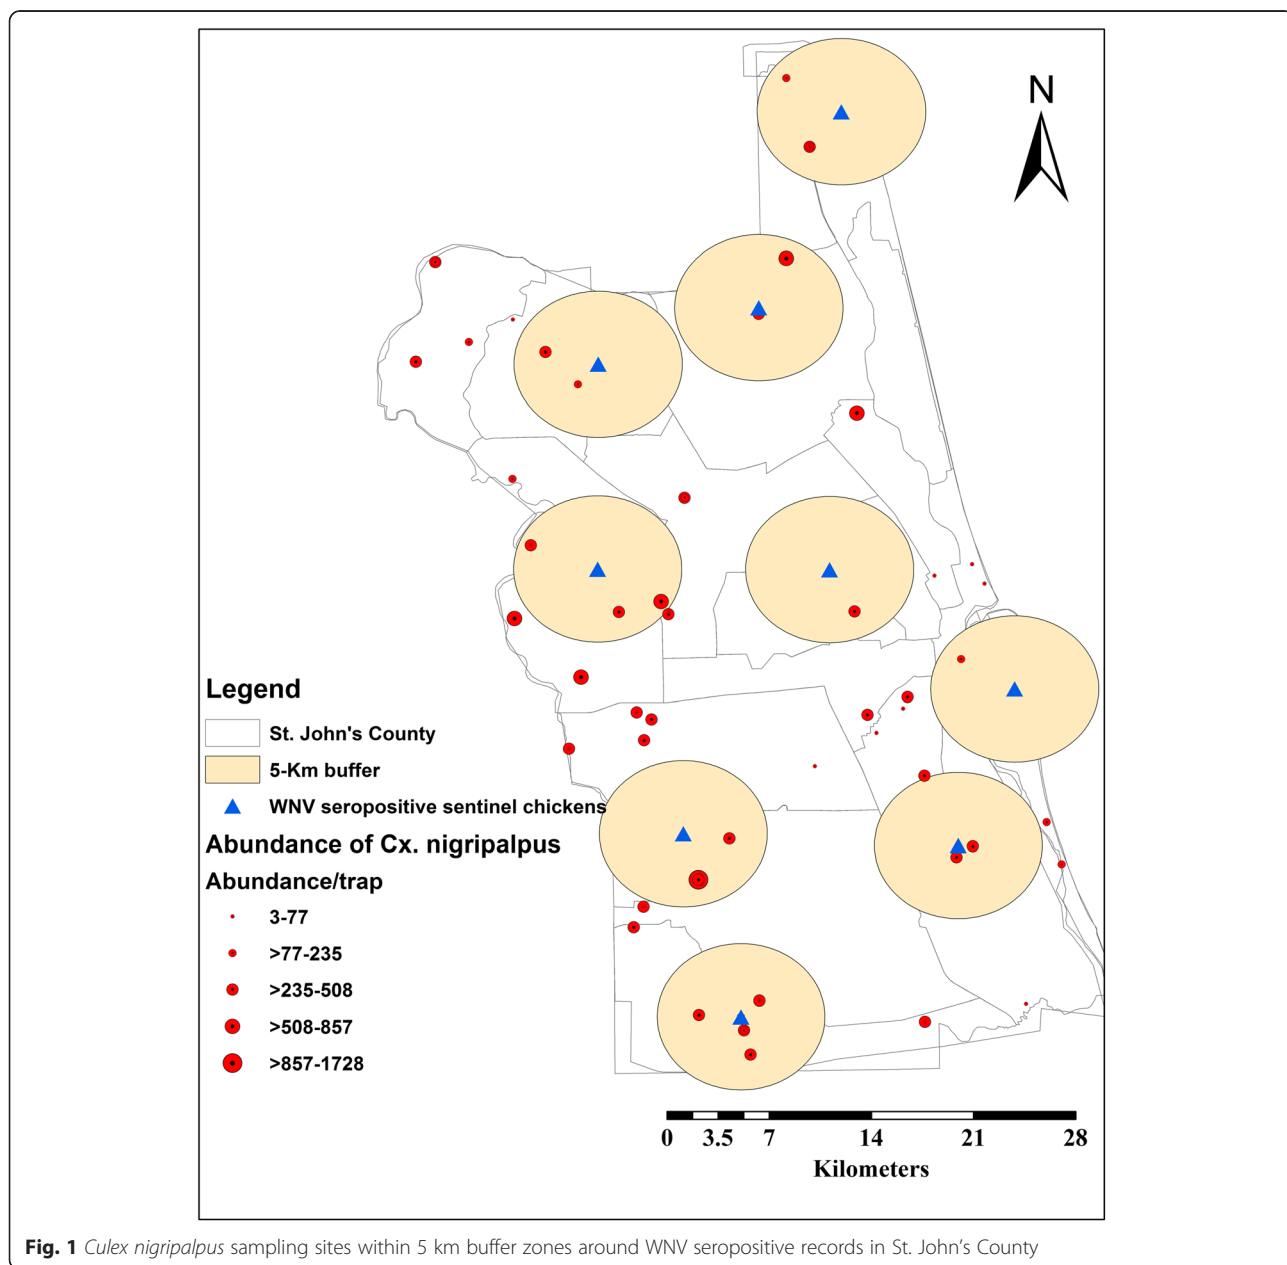 N
Legend
St. John's County
5-Km buffer
WNV seropositive sentinel chickens
Abundance of Cx. nigripalpus
Abundance/trap
3-77
>77-235
>235-508
>508-857
>857-1728
0 3.5 7 14 21 28
Kilometers
Fig. 1 Culex nigripalpus sampling sites within 5 km buffer zones around WNV seropositive records in St. John's County